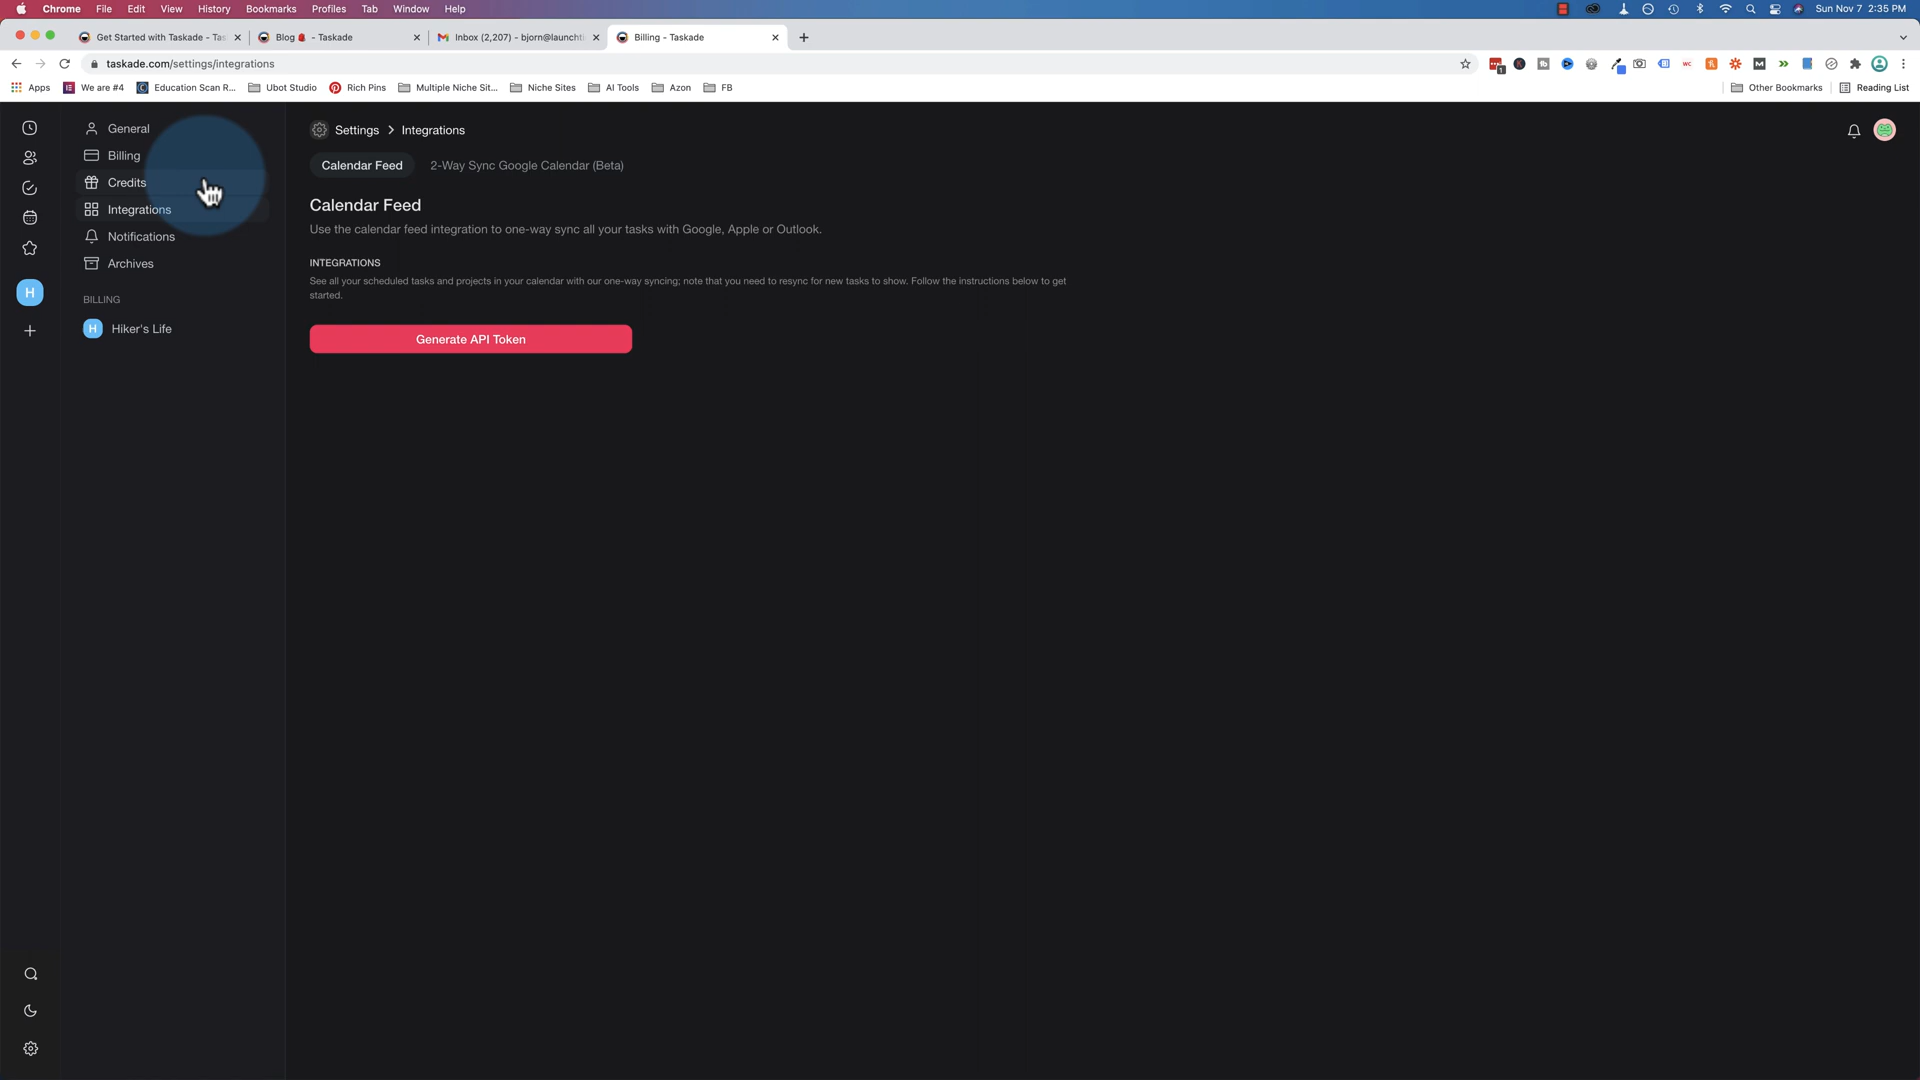 Chrome File Edit View History Bookmarks Profiles Tab Window Help Sun Nov 7 2:35 PM
Get Started with Taskade - Tas Blog - Taskade Inbox (2,207) - bjorn@launchti Billing - Taskade
taskade.com/settings/integrations
Apps We are #4 Education Scan R... Ubot Studio Rich Pins Multiple Niche Sit... Niche Sites AI Tools Azon FB Other Bookmarks Reading List
General
Billing
Credits
Integrations
Notifications
Archives
BILLING
H Hiker's Life
H
Settings > Integrations
Calendar Feed 2-Way Sync Google Calendar (Beta)
Calendar Feed
Use the calendar feed integration to one-way sync all your tasks with Google, Apple or Outlook.
INTEGRATIONS
See all your scheduled tasks and projects in your calendar with our one-way syncing; note that you need to resync for new tasks to show. Follow the instructions below to get
started.
Generate API Token